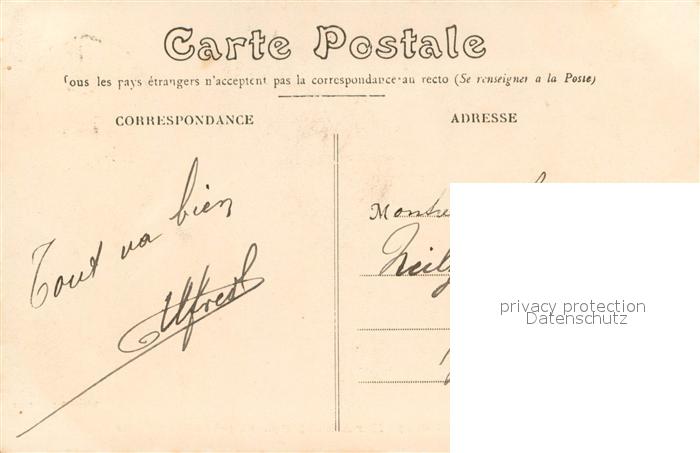 Carte Postale
Tous les pays étrangers n'acceptent pas la correspondance au recto (Se renseigner a la Poste)
CORRESPONDANCE
ADRESSE
Tout va bien
Alfred
M
privacy protection
Datenschutz